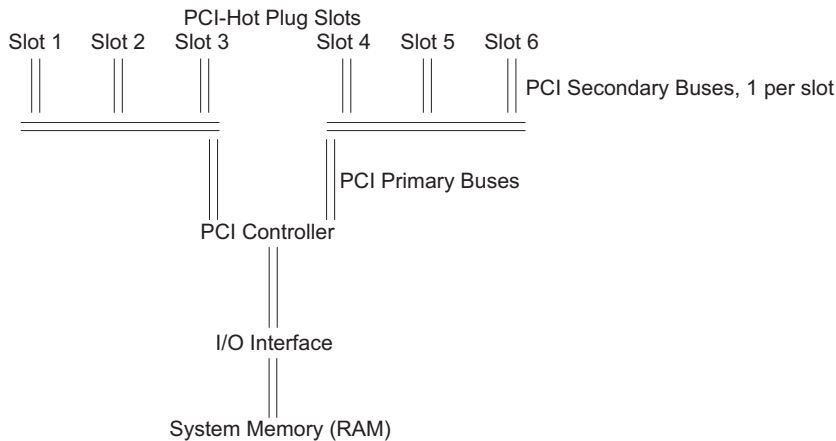 PCI-Hot Plug Slots
Slot 1 Slot 2 Slot 3 Slot 4 Slot 5 Slot 6
PCI Secondary Buses, 1 per slot
PCI Primary Buses
PCI Controller
I/O Interface
System Memory (RAM)